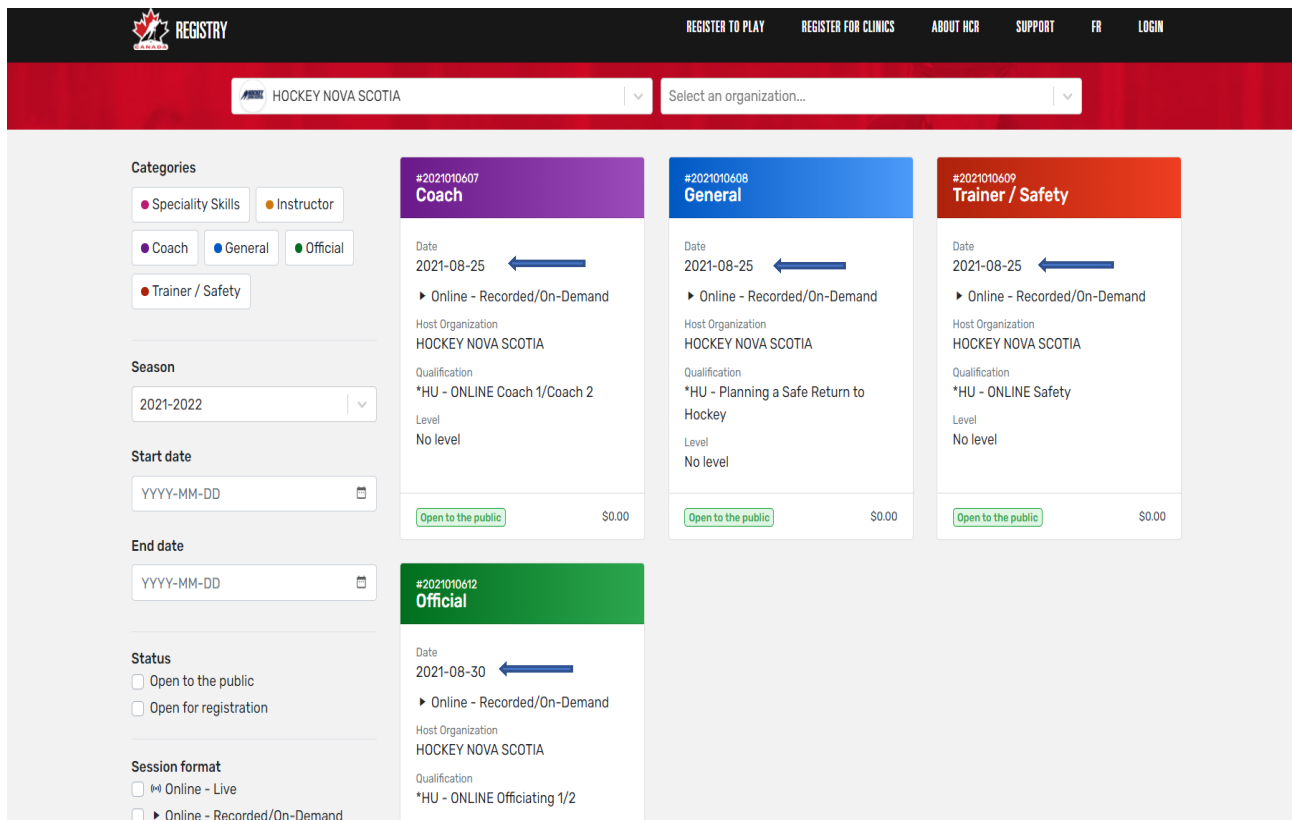 CANADA
REGISTRY
REGISTER TO PLAY
REGISTER FOR CLINICS
ABOUT HCR
SUPPORT
FR
LOGIN
HOCKEY NOVA SCOTIA
Select an organization...
Categories
Speciality Skills
Instructor
Coach
General
Official
Trainer / Safety
Season
2021-2022
Start date
YYYY-MM-DD
End date
YYYY-MM-DD
Status
Open to the public
Open for registration
Session format
Online - Live
Online - Recorded/On-Demand
#2021010607
Coach
Date
2021-08-25
Online - Recorded/On-Demand
Host Organization
HOCKEY NOVA SCOTIA
Qualification
*HU - ONLINE Coach 1/Coach 2
Level
No level
Open to the public
$0.00
#2021010608
General
Date
2021-08-25
Online - Recorded/On-Demand
Host Organization
HOCKEY NOVA SCOTIA
Qualification
*HU - Planning a Safe Return to
Hockey
Level
No level
Open to the public
$0.00
#2021010609
Trainer / Safety
Date
2021-08-25
Online - Recorded/On-Demand
Host Organization
HOCKEY NOVA SCOTIA
Qualification
*HU - ONLINE Safety
Level
No level
Open to the public
$0.00
#2021010612
Official
Date
2021-08-30
Online - Recorded/On-Demand
Host Organization
HOCKEY NOVA SCOTIA
Qualification
*HU - ONLINE Officiating 1/2